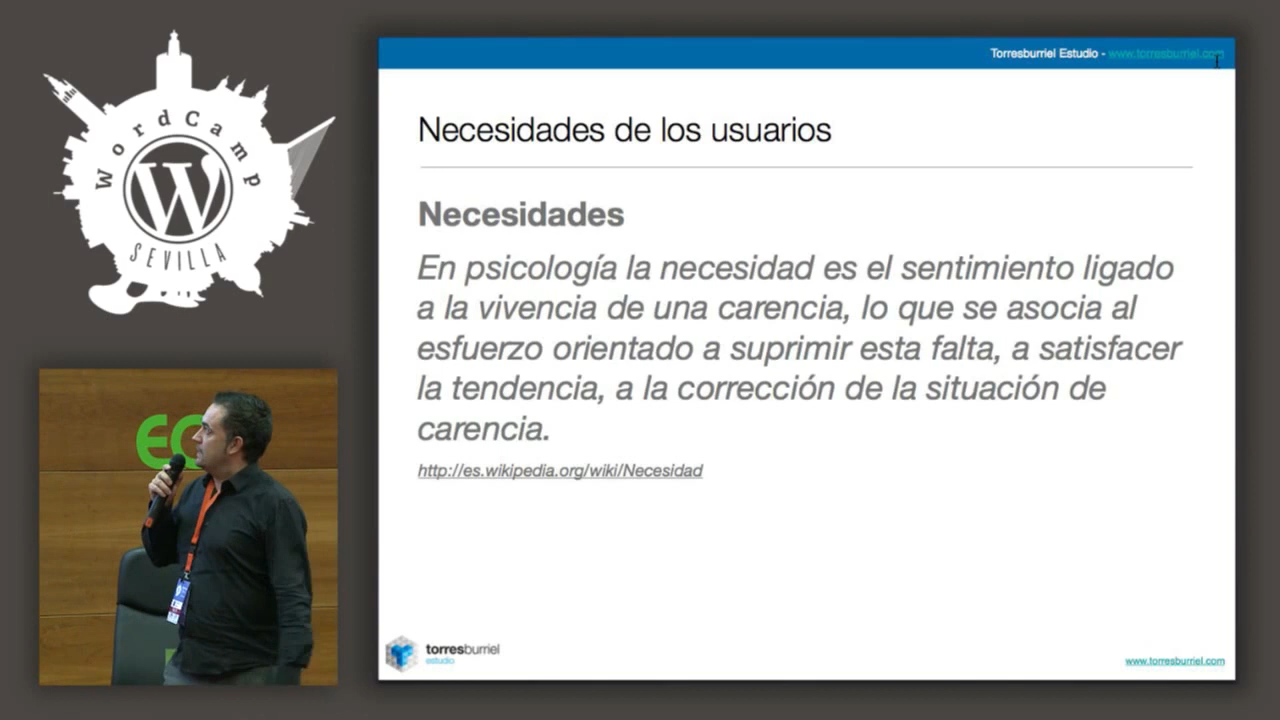 WordCamp
SEVILLA
EC
Torresburriel Estudio - www.torresburriel.com
Necesidades de los usuarios
Necesidades
En psicología la necesidad es el sentimiento ligado
a la vivencia de una carencia, lo que se asocia al
esfuerzo orientado a suprimir esta falta, a satisfacer
la tendencia, a la corrección de la situación de
carencia.
http://es.wikipedia.org/wiki/Necesidad
torresburriel
estudio
www.torresburriel.com